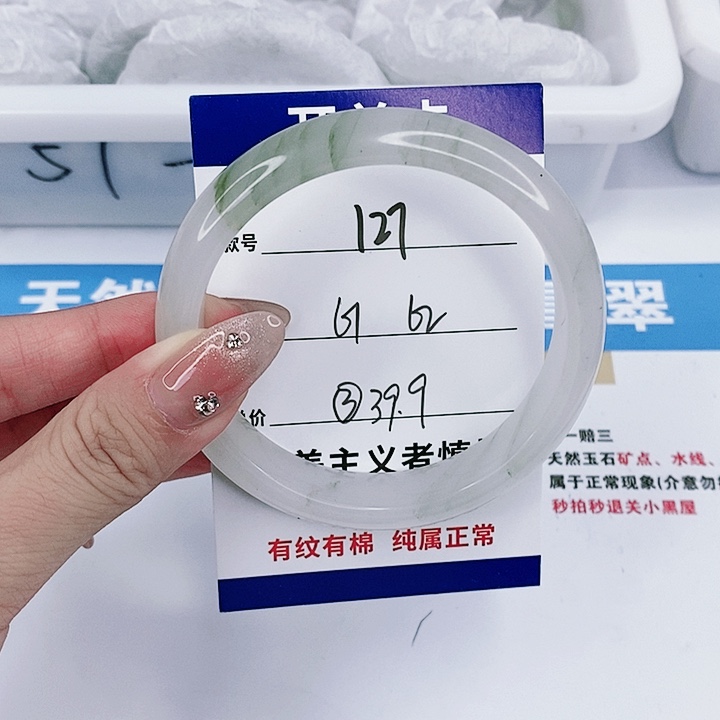 款号 127
61 62
价 ③39.9
美主义者慎
有纹有棉 纯属正常
天然
翠
一赔三
天然玉石矿点、水线、
属于正常现象(介意勿
秒拍秒退关小黑屋